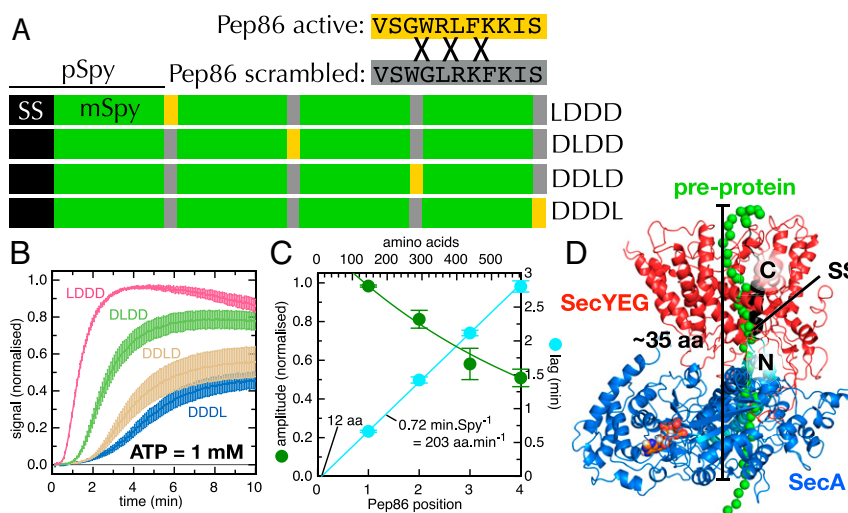 A
Pep86 active: VSGWRLFKKIS
XXX
pSpy
Pep86 scrambled: VSWGLRKFKIS
SS mSpy LDDD
DLDD
DDLD
DDDL
B
signal (normalised)
1.0
0.8
0.6
0.4
0.2
0.0
LDDD
DLDD
DDLD
DDDL
ATP = 1 mM
0 2 4 6 8 10
time (min)
C
amino acids
0 100 200 300 400 500
amplitude (normalised)
1.0
0.8
0.6
0.4
0.2
0.0
12 aa
0.72 min.Spy-1
= 203 aa.min-1
3
2.5
2
1.5
1
0.5
0
lag (min)
0 1 2 3 4
Pep86 position
D
pre-protein
C
SS
SecYEG
~35 aa
N
SecA